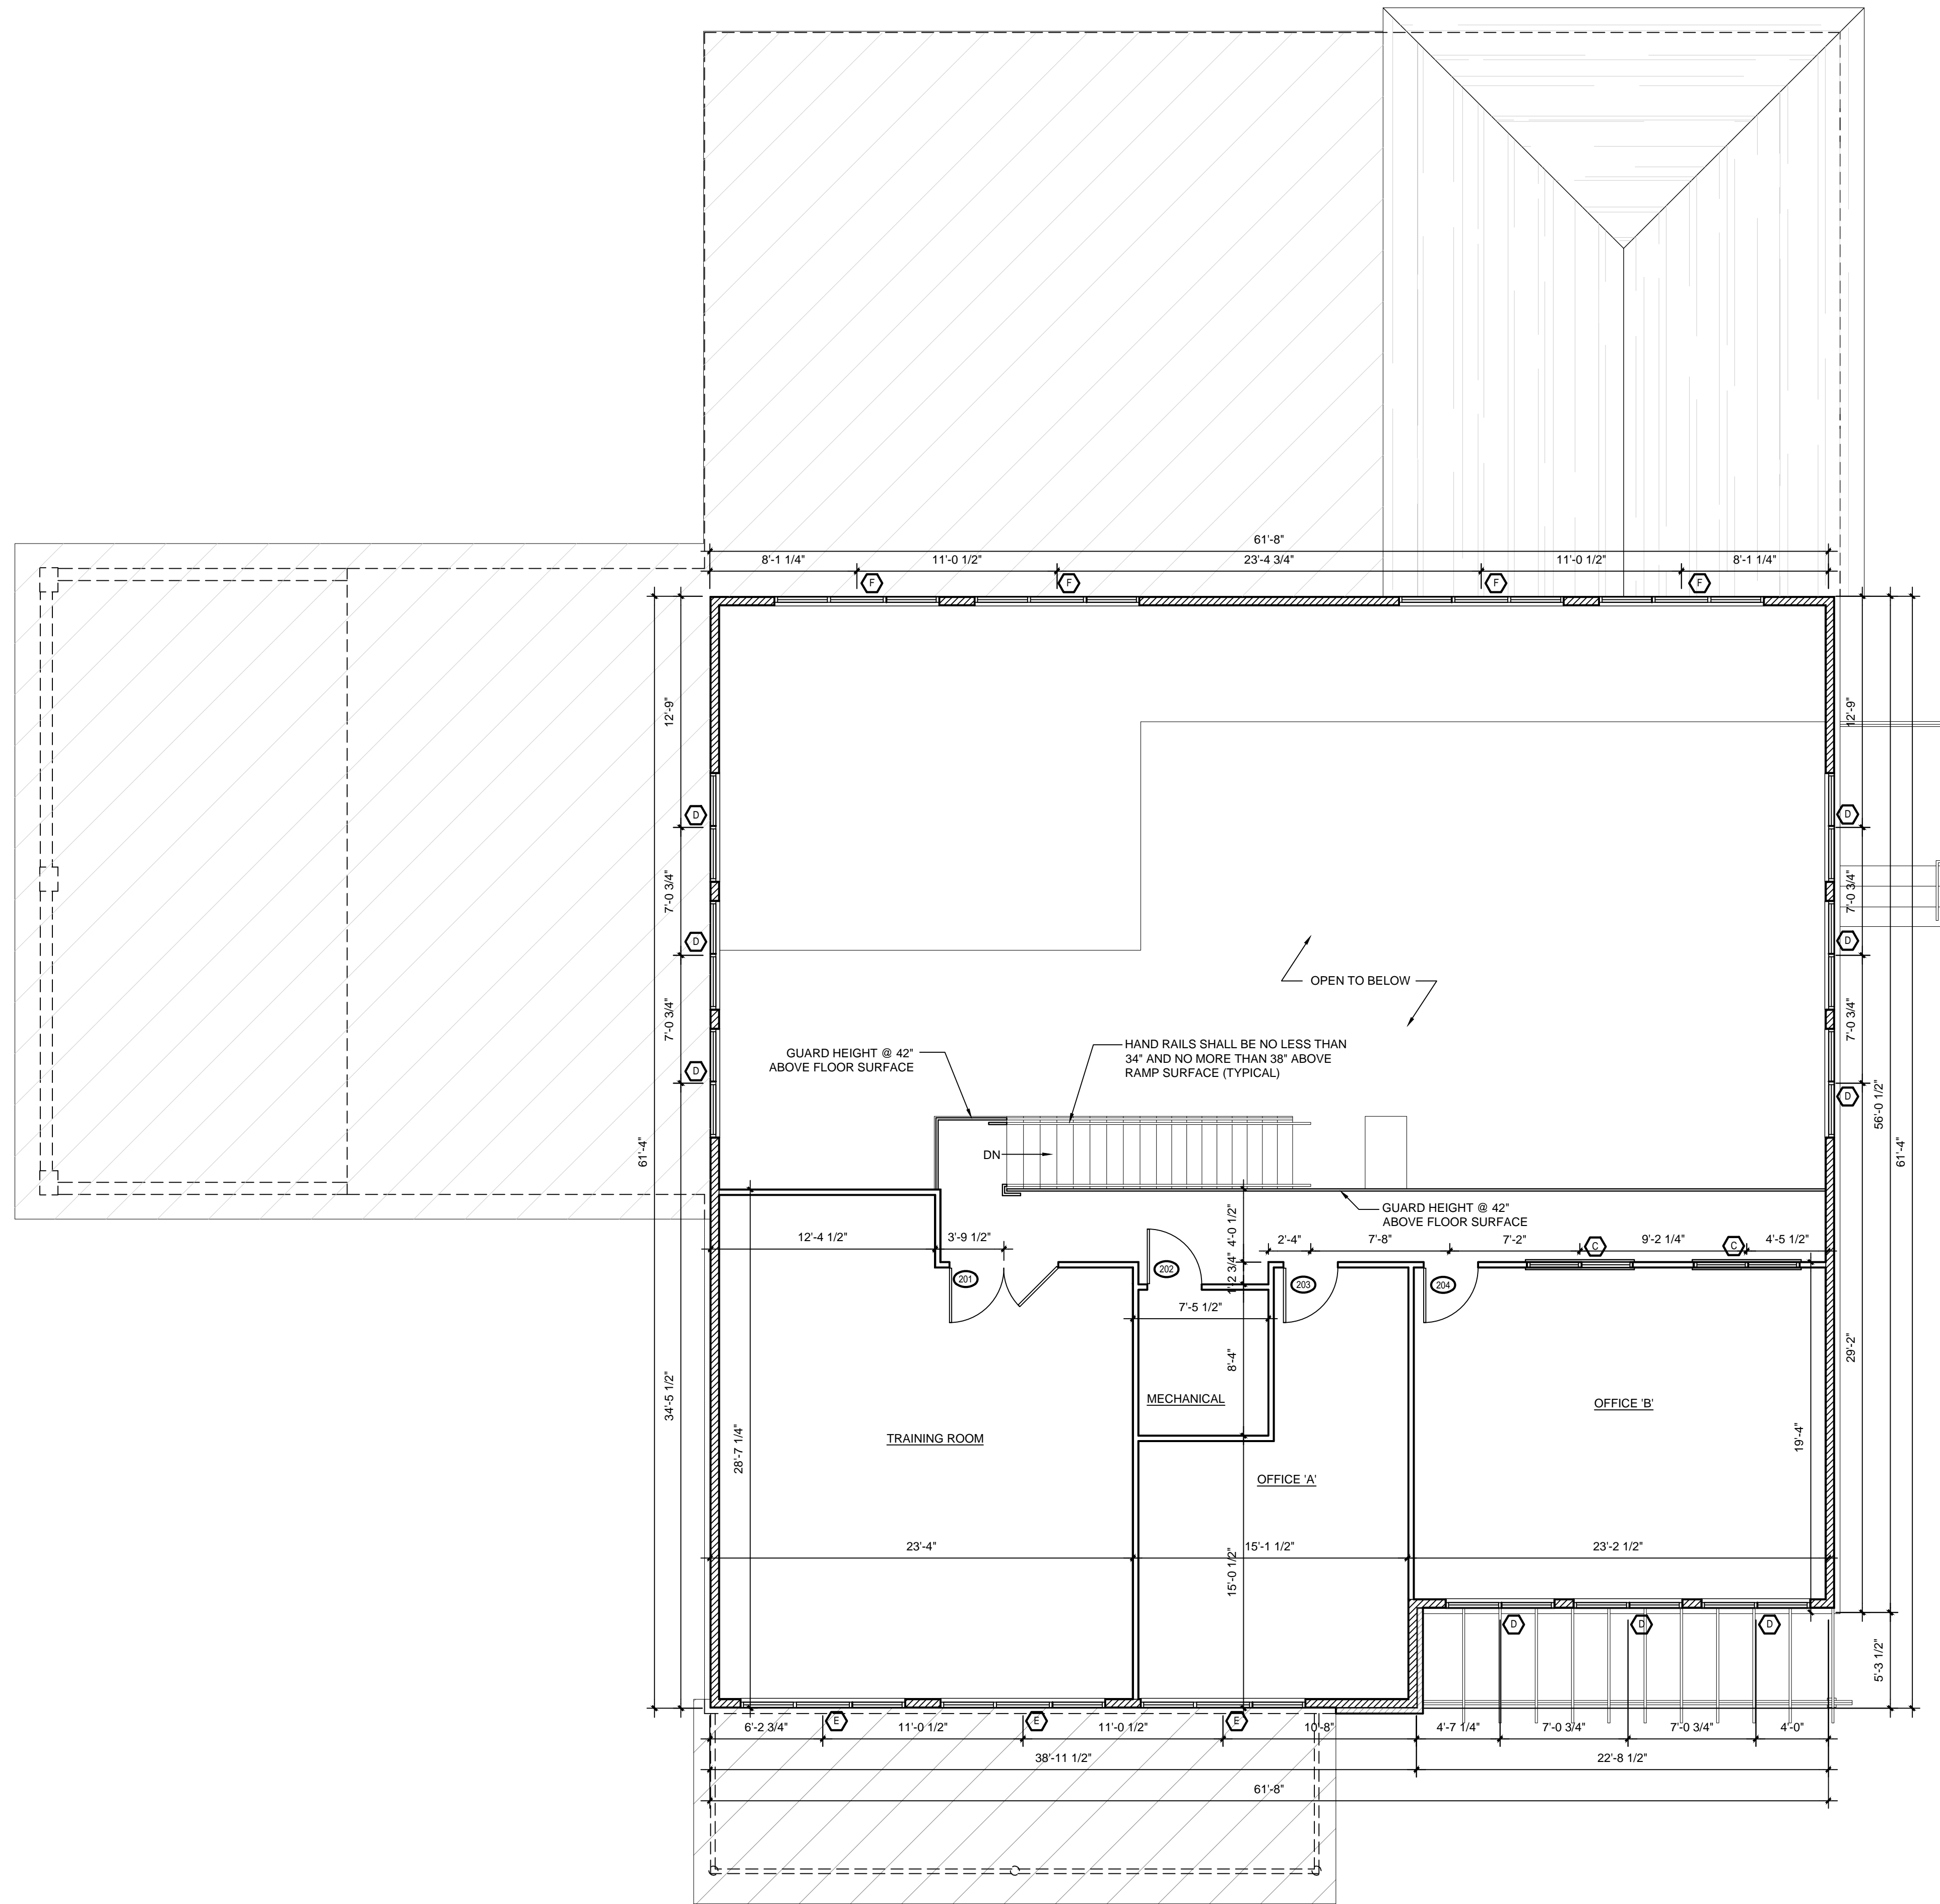 61'-8"
8'-1 1/4" 11'-0 1/2" 23'-4 3/4" 11'-0 1/2" 8'-1 1/4"
F F F F
12'-9" 12'-9"
D D
7'-0 3/4" 7'-0 3/4"
D D
OPEN TO BELOW
7'-0 3/4" 7'-0 3/4"
GUARD HEIGHT @ 42"
ABOVE FLOOR SURFACE
HAND RAILS SHALL BE NO LESS THAN
34" AND NO MORE THAN 38" ABOVE
RAMP SURFACE (TYPICAL)
D D
56'-0 1/2"
61'-4" 61'-4"
DN
GUARD HEIGHT @ 42"
ABOVE FLOOR SURFACE
4'-0 1/2"
12'-4 1/2" 3'-9 1/2" 2'-4" 7'-8" 7'-2" C 9'-2 1/4" C 4'-5 1/2"
1'-2 3/4"
201 202 203 204
7'-5 1/2"
8'-4"
29'-2"
34'-5 1/2"
MECHANICAL
OFFICE 'B'
28'-7 1/4"
TRAINING ROOM
19'-4"
OFFICE 'A'
23'-4" 15'-1 1/2" 23'-2 1/2"
15'-0 1/2"
D D D
5'-3 1/2"
E E E
6'-2 3/4" 11'-0 1/2" 11'-0 1/2" 10'-8" 4'-7 1/4" 7'-0 3/4" 7'-0 3/4" 4'-0"
38'-11 1/2" 22'-8 1/2"
61'-8"